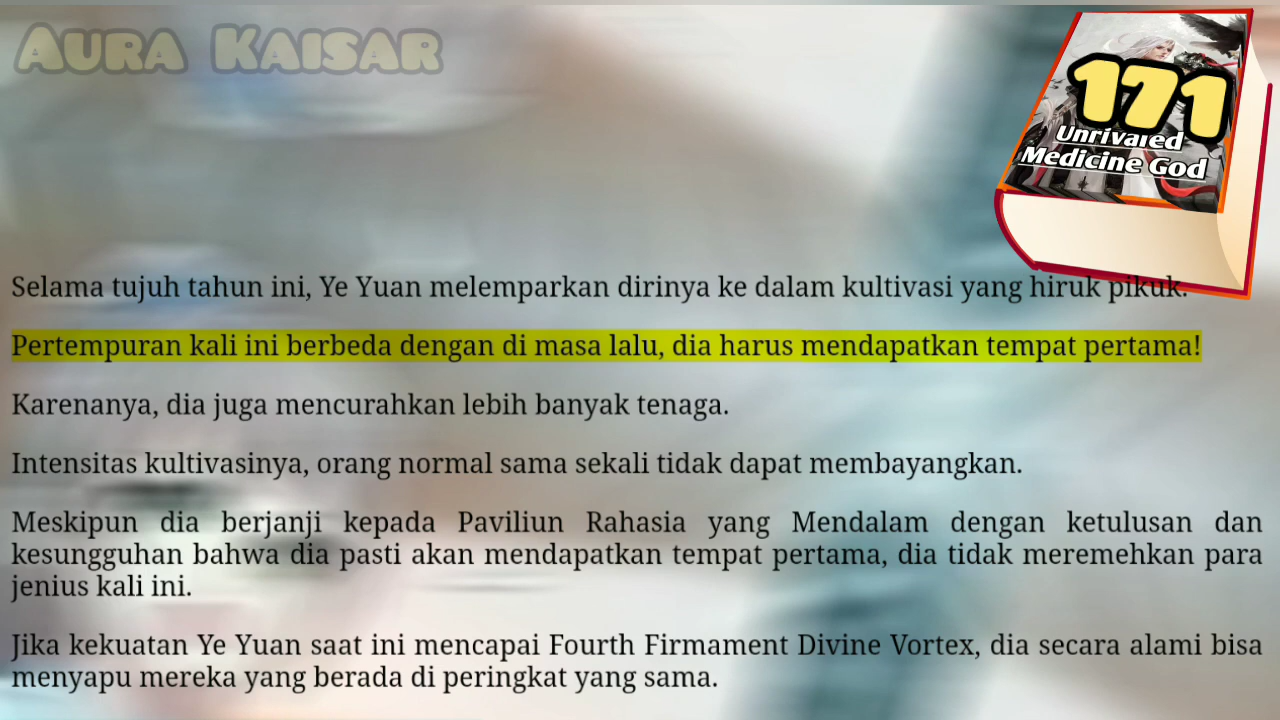 Aura Kaisar
171
Unrivaled
Medicine God
Selama tujuh tahun ini, Ye Yuan melemparkan dirinya ke dalam kultivasi yang hiruk pikuk.
Pertempuran kali ini berbeda dengan di masa lalu, dia harus mendapatkan tempat pertama!
Karenanya, dia juga mencurahkan lebih banyak tenaga.
Intensitas kultivasinya, orang normal sama sekali tidak dapat membayangkan.
Meskipun dia berjanji kepada Paviliun Rahasia yang Mendalam dengan ketulusan dan
kesungguhan bahwa dia pasti akan mendapatkan tempat pertama, dia tidak meremehkan para
jenius kali ini.
Jika kekuatan Ye Yuan saat ini mencapai Fourth Firmament Divine Vortex, dia secara alami bisa
menyapu mereka yang berada di peringkat yang sama.